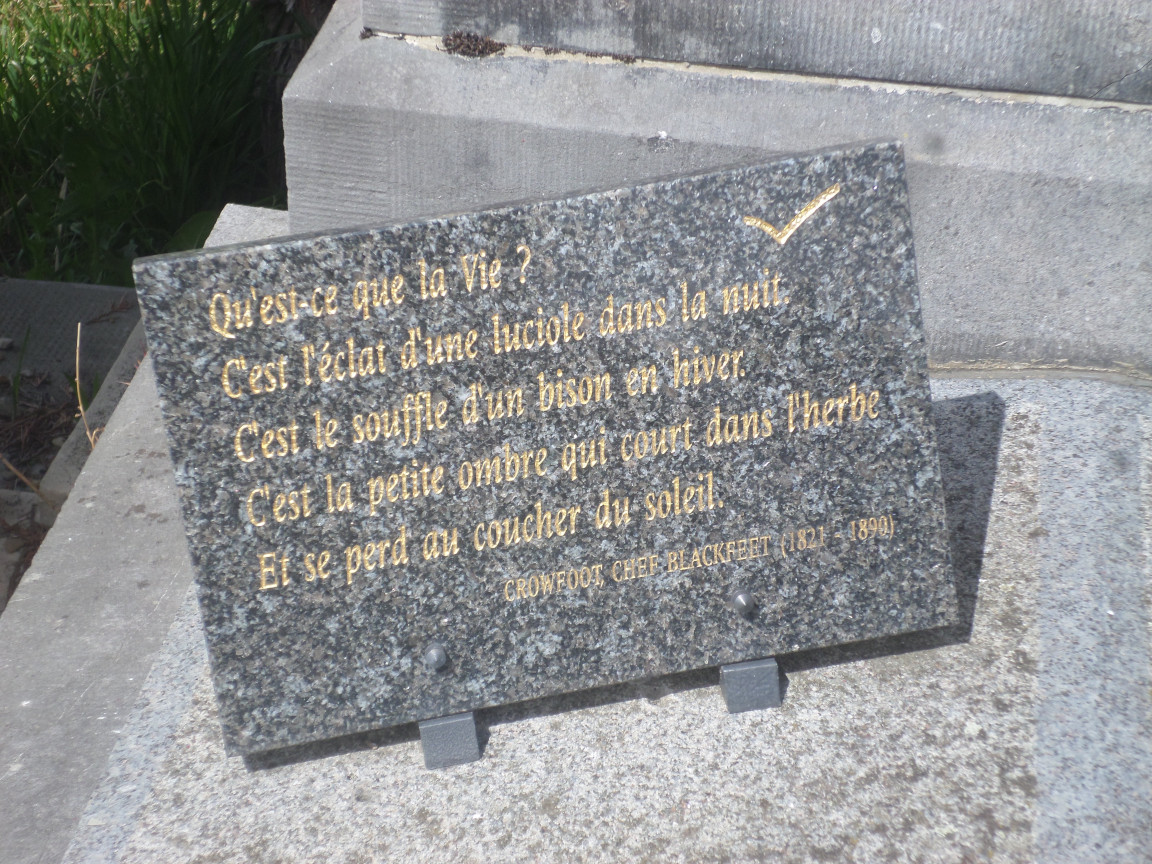 Qu'est-ce que la Vie ?
C'est l'éclat d'une luciole dans la nuit.
C'est le souffle d'un bison en hiver.
C'est la petite ombre qui court dans l'herbe
Et se perd au coucher du soleil.
CROWFOOT, CHEF BLACKFEET (1821 - 1890)